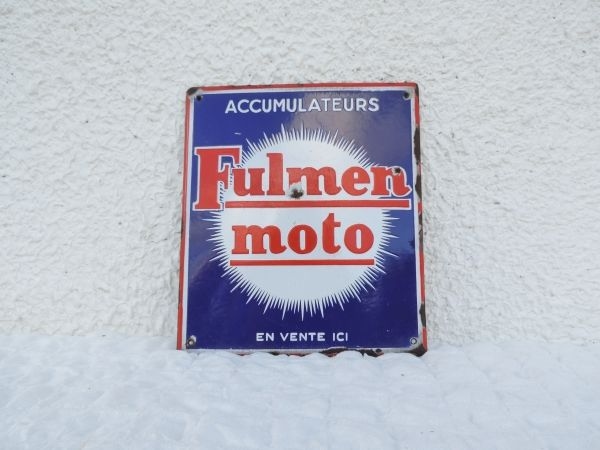 ACCUMULATEURS
Fulmen
moto
EN VENTE ICI